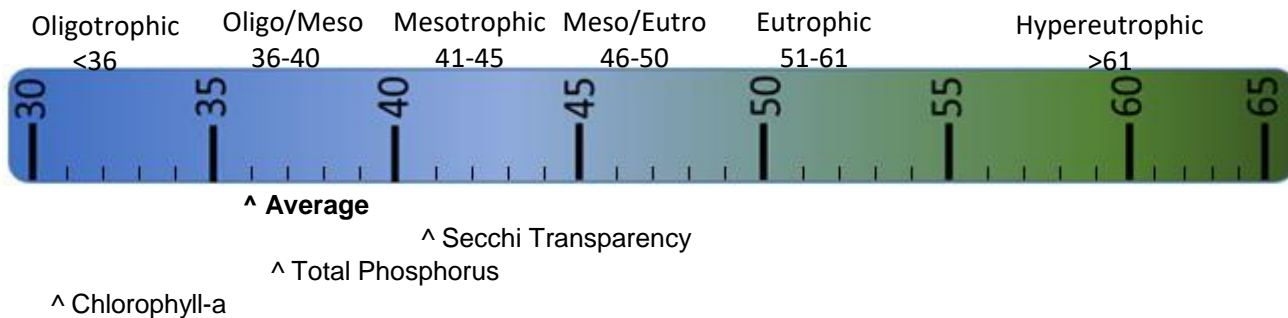 Oligotrophic Oligo/Meso Mesotrophic Meso/Eutro Eutrophic Hypereutrophic
<36 36-40 41-45 46-50 51-61 >61
30 35 40 45 50 55 60 65
^ Average
^ Secchi Transparency
^ Total Phosphorus
^ Chlorophyll-a